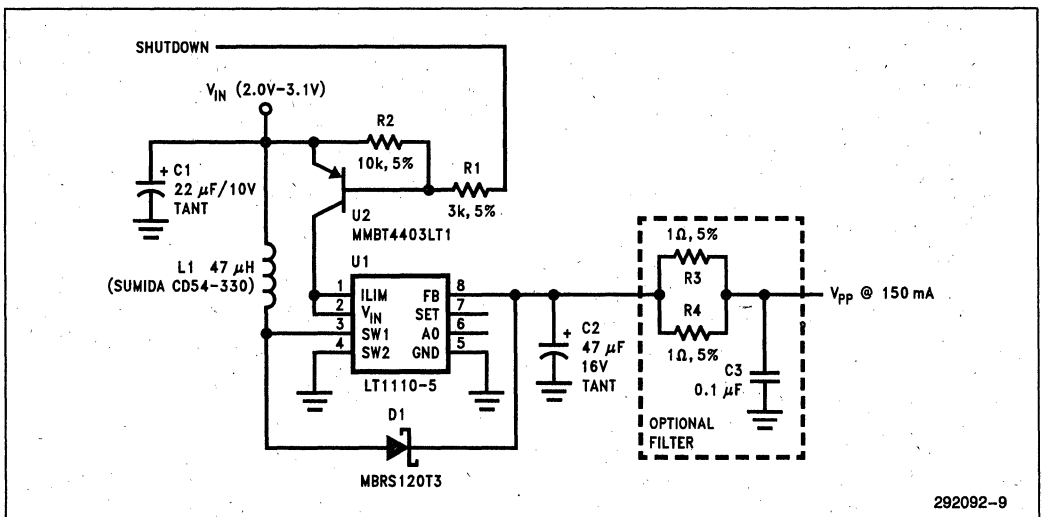 SHUTDOWN
V_IN (2.0V–3.1V)
R2
10k, 5%
R1
3k, 5%
+ C1
22 µF/10V
TANT
U2
MMBT4403LT1
U1
L1 47 µH
(SUMIDA CD54-330)
1 ILIM FB 8
2 V_IN SET 7
3 SW1 A0 6
4 SW2 GND 5
LT1110-5
D1
MBRS120T3
+ C2
47 µF
16V
TANT
1Ω, 5%
R3
R4
1Ω, 5%
C3
0.1 µF
OPTIONAL
FILTER
V_PP @ 150 mA
292092–9